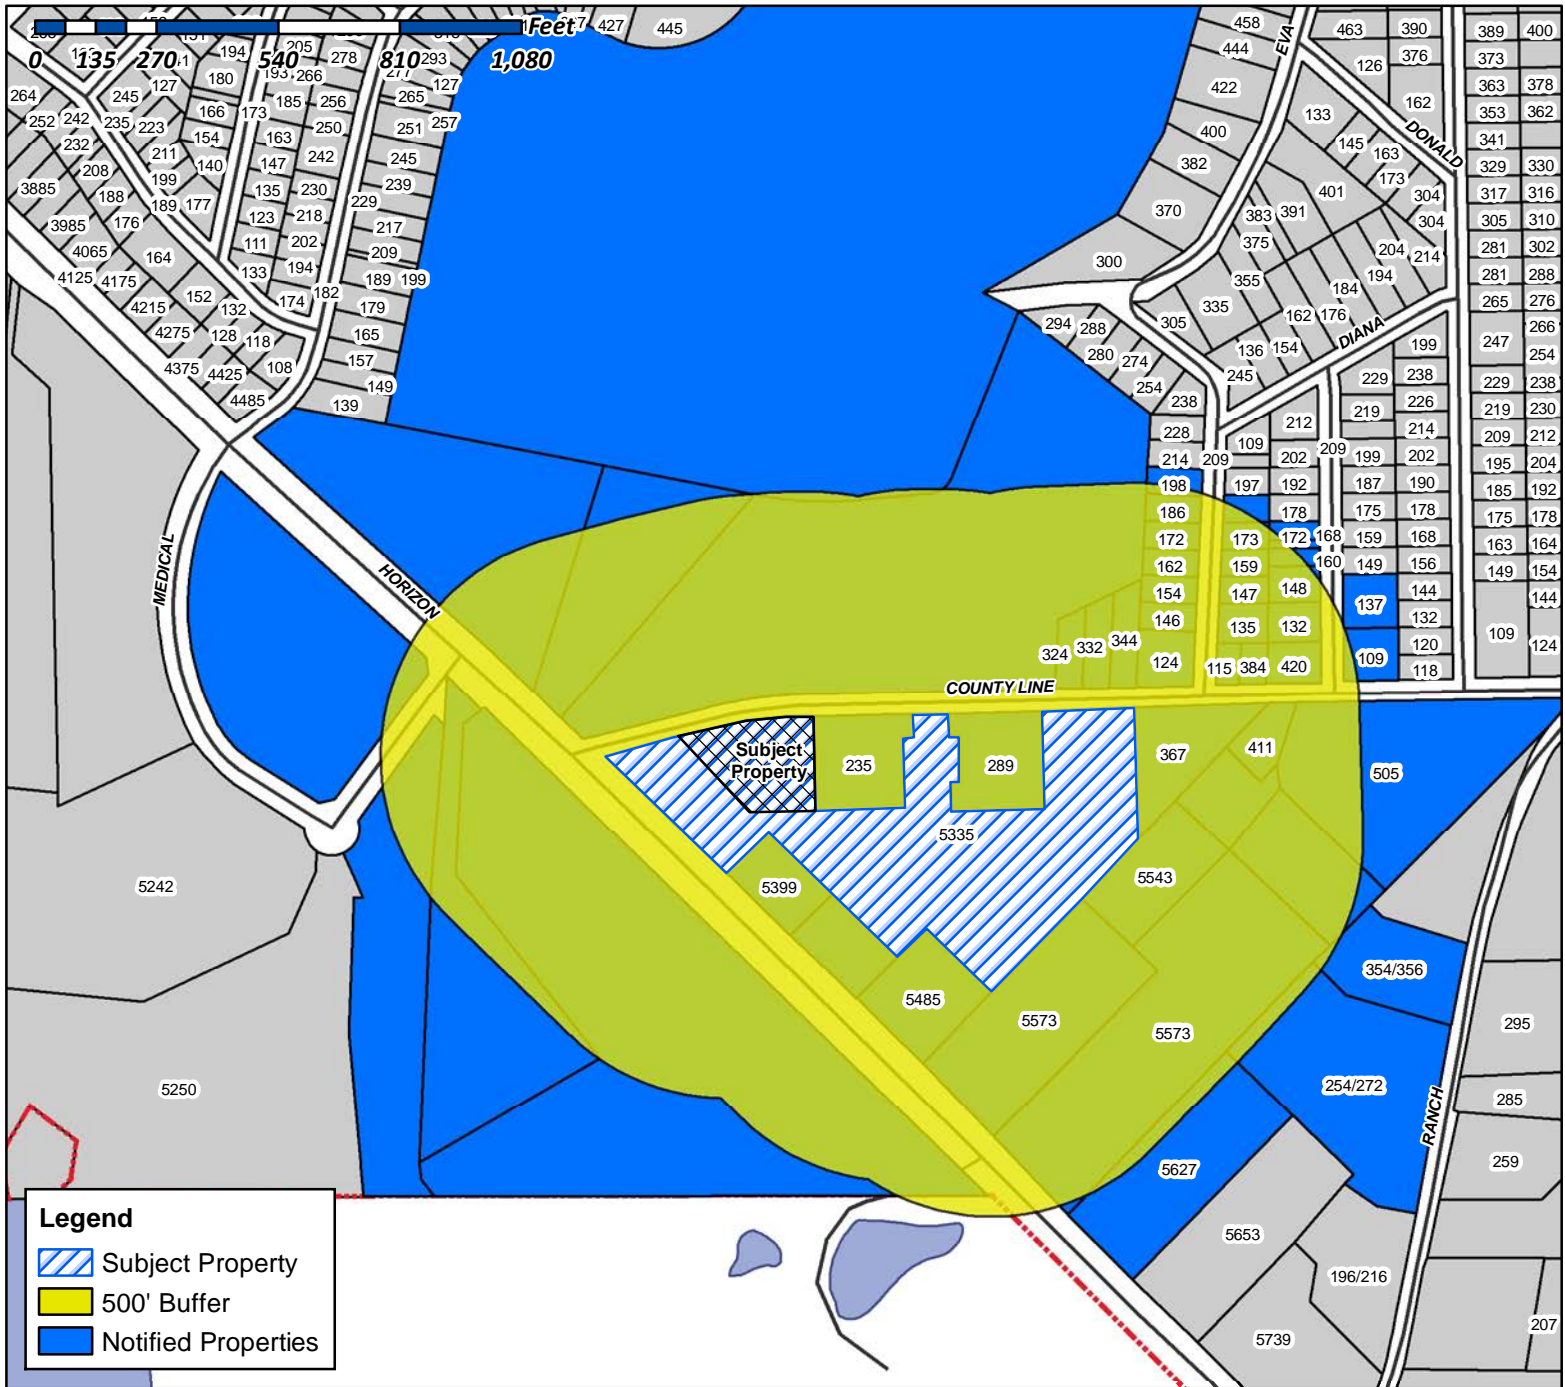 Feet
0 135 270 540 810 1,080
427 445
194 205 278 293
180 193 266 277 127
264 245 127 185 256 265
252 242 235 223 166 173 250 251 257
232 154 163
208 211 140 147 242 245
3885 188 199 135 230 239
3985 176 189 177 123 218 229 217
4065 164 111 202 209
4125 4175 133 194 189 199
4215 152 132 174 182 179
4275 128 118 165
4375 4425 108 157
4485 149
139
458 EVA 463 390 389 400
444 126 376 373
422 162 363 378
133 353 362
400 145 163 DONALD 341
382 173 329 330
401 304 317 316
370 383 391 304 305 310
375 204 214 281 302
300 355 194 281 288
184 265 276
335 162 176 266
294 288 305 DIANA 247 254
280 274 136 154 199
254 245 229 238 229 238
238 219 226 219 230
228 109 212 214 209 212
214 209 202 209 199 202 195 204
198 197 192 187 190 185 192
186 178 175 178 175 178
172 173 172 168 159 168 163 164
162 159 160 149 156 149 154
154 147 148 137 144 144
146 135 132 132 109
324 332 344 124 115 384 420 109 120 124
118
MEDICAL
HORIZON
COUNTY LINE
Subject
Property
235 289 367 411 505
5335
5242 5399 5543
354/356
5485 5573 5573 295
5250 254/272 285
RANCH
259
5627
5653
196/216
5739 207
Legend
Subject Property
500' Buffer
Notified Properties